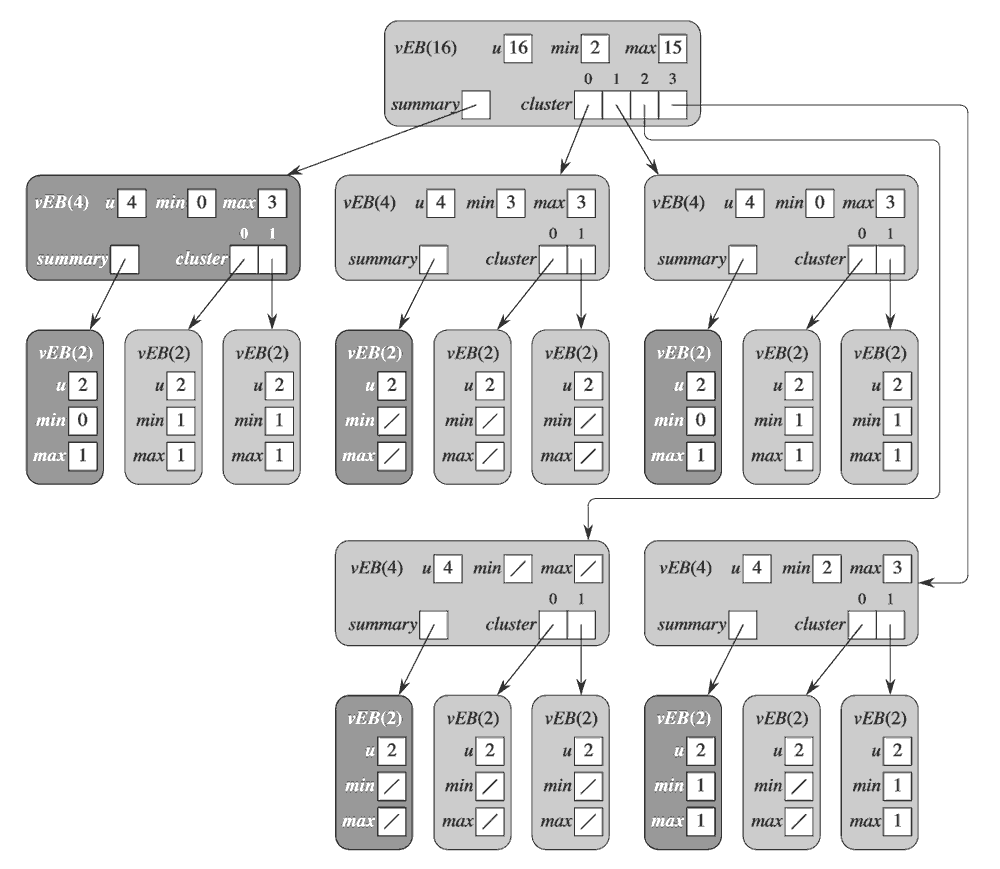 vEB(16) u 16 min 2 max 15
0 1 2 3
summary cluster
vEB(4) u 4 min 0 max 3
0 1
summary cluster
vEB(4) u 4 min 3 max 3
0 1
summary cluster
vEB(4) u 4 min 0 max 3
0 1
summary cluster
vEB(2)
u 2
min 0
max 1
vEB(2)
u 2
min 1
max 1
vEB(2)
u 2
min 1
max 1
vEB(2)
u 2
min /
max /
vEB(2)
u 2
min /
max /
vEB(2)
u 2
min /
max /
vEB(2)
u 2
min 0
max 1
vEB(2)
u 2
min 1
max 1
vEB(2)
u 2
min 1
max 1
vEB(4) u 4 min / max /
0 1
summary cluster
vEB(4) u 4 min 2 max 3
0 1
summary cluster
vEB(2)
u 2
min /
max /
vEB(2)
u 2
min /
max /
vEB(2)
u 2
min /
max /
vEB(2)
u 2
min 1
max 1
vEB(2)
u 2
min /
max /
vEB(2)
u 2
min 1
max 1